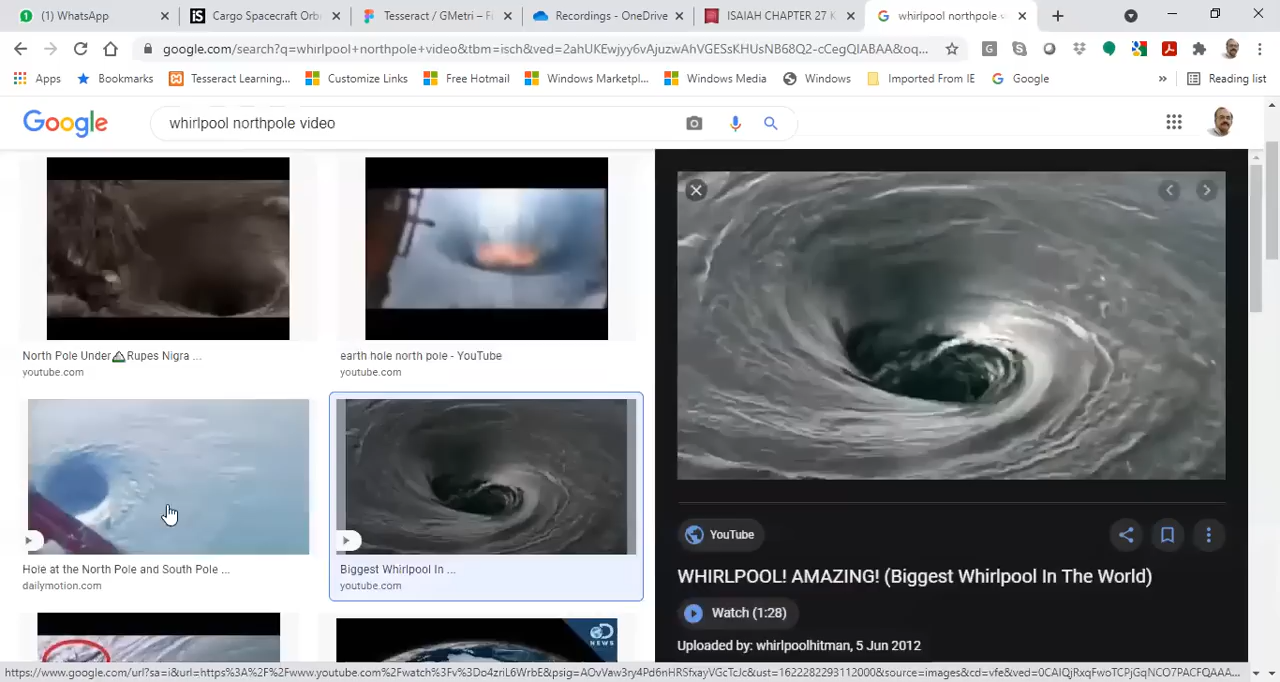 (1) WhatsApp
Cargo Spacecraft Orb
Tesseract / GMetri – F
Recordings - OneDrive
ISAIAH CHAPTER 27 K
whirlpool northpole v
google.com/search?q=whirlpool+northpole+video&tbm=isch&ved=2ahUKEwjyy6vAjuzwAhVGESsKHUsNB68Q2-cCegQIABAA&oq...
Apps
Bookmarks
Tesseract Learning...
Customize Links
Free Hotmail
Windows Marketpl...
Windows Media
Windows
Imported From IE
Google
»
Reading list
Google
whirlpool northpole video
North Pole Under Rupes Nigra ...
youtube.com
earth hole north pole - YouTube
youtube.com
Hole at the North Pole and South Pole ...
dailymotion.com
Biggest Whirlpool In ...
youtube.com
NEWS
YouTube
WHIRLPOOL! AMAZING! (Biggest Whirlpool In The World)
Watch (1:28)
Uploaded by: whirlpoolhitman, 5 Jun 2012